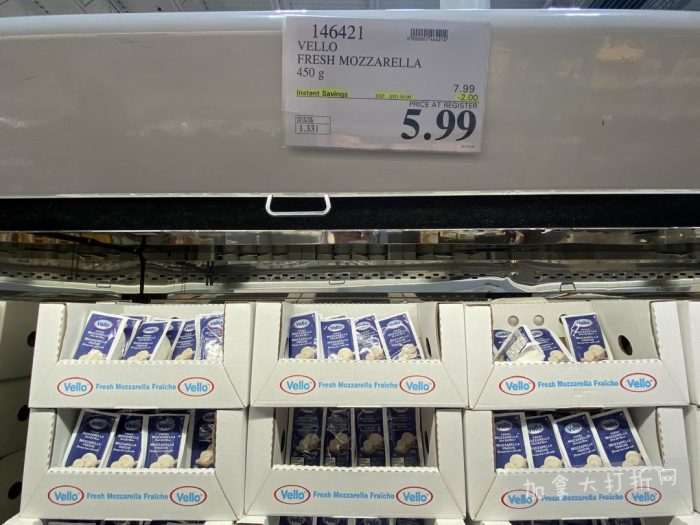 146421
VELLO
FRESH MOZZARELLA
450 g
7.99
Instant Savings
-2.00
PRICE AT REGISTER
5.99
1.331
Vello Fresh Mozzarella Fraîche Vello
Vello Fresh Mozzarella Fraîche Vello
Vello Fresh Mozzarella Fraîche Vello
Vello Fresh Mozzarella Fraîche Vello
Vello Fresh Mozzarella Fraîche Vello
Vello Fresh Mozzarella Fraîche Vello
加拿大打折网